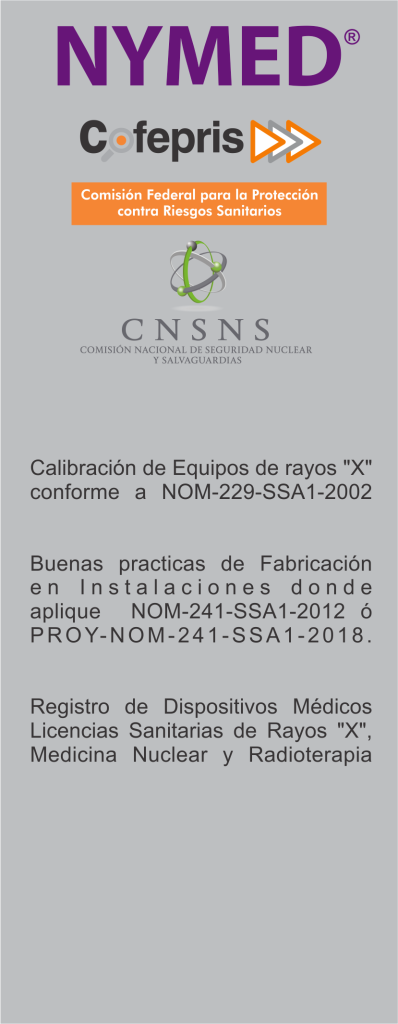 NYMED®
Cofepris
Comisión Federal para la Protección
contra Riesgos Sanitarios
CNSNS
COMISIÓN NACIONAL DE SEGURIDAD NUCLEAR
Y SALVAGUARDIAS
Calibración de Equipos de rayos "X"
conforme a NOM-229-SSA1-2002
Buenas practicas de Fabricación
en Instalaciones donde
aplique NOM-241-SSA1-2012 ó
PROY-NOM-241-SSA1-2018.
Registro de Dispositivos Médicos
Licencias Sanitarias de Rayos "X",
Medicina Nuclear y Radioterapia